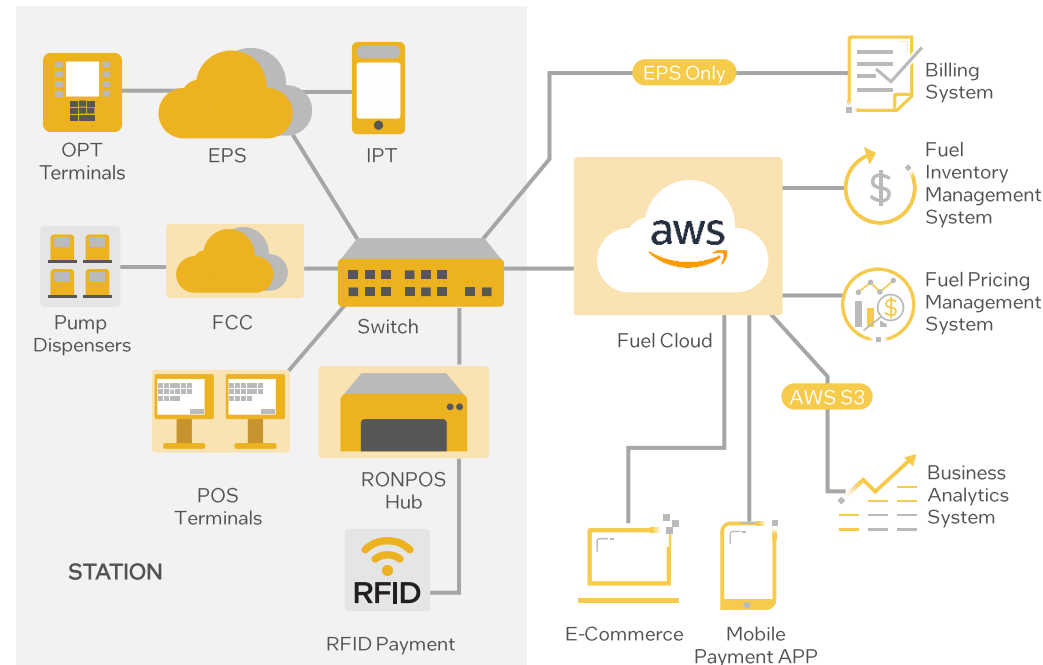 OPT
Terminals
EPS
IPT
EPS Only
Billing
System
Fuel
Inventory
Management
System
Pump
Dispensers
FCC
Switch
aws
Fuel Cloud
Fuel Pricing
Management
System
POS
Terminals
RONPOS
Hub
AWS S3
Business
Analytics
System
STATION
RFID
RFID Payment
E-Commerce
Mobile
Payment APP